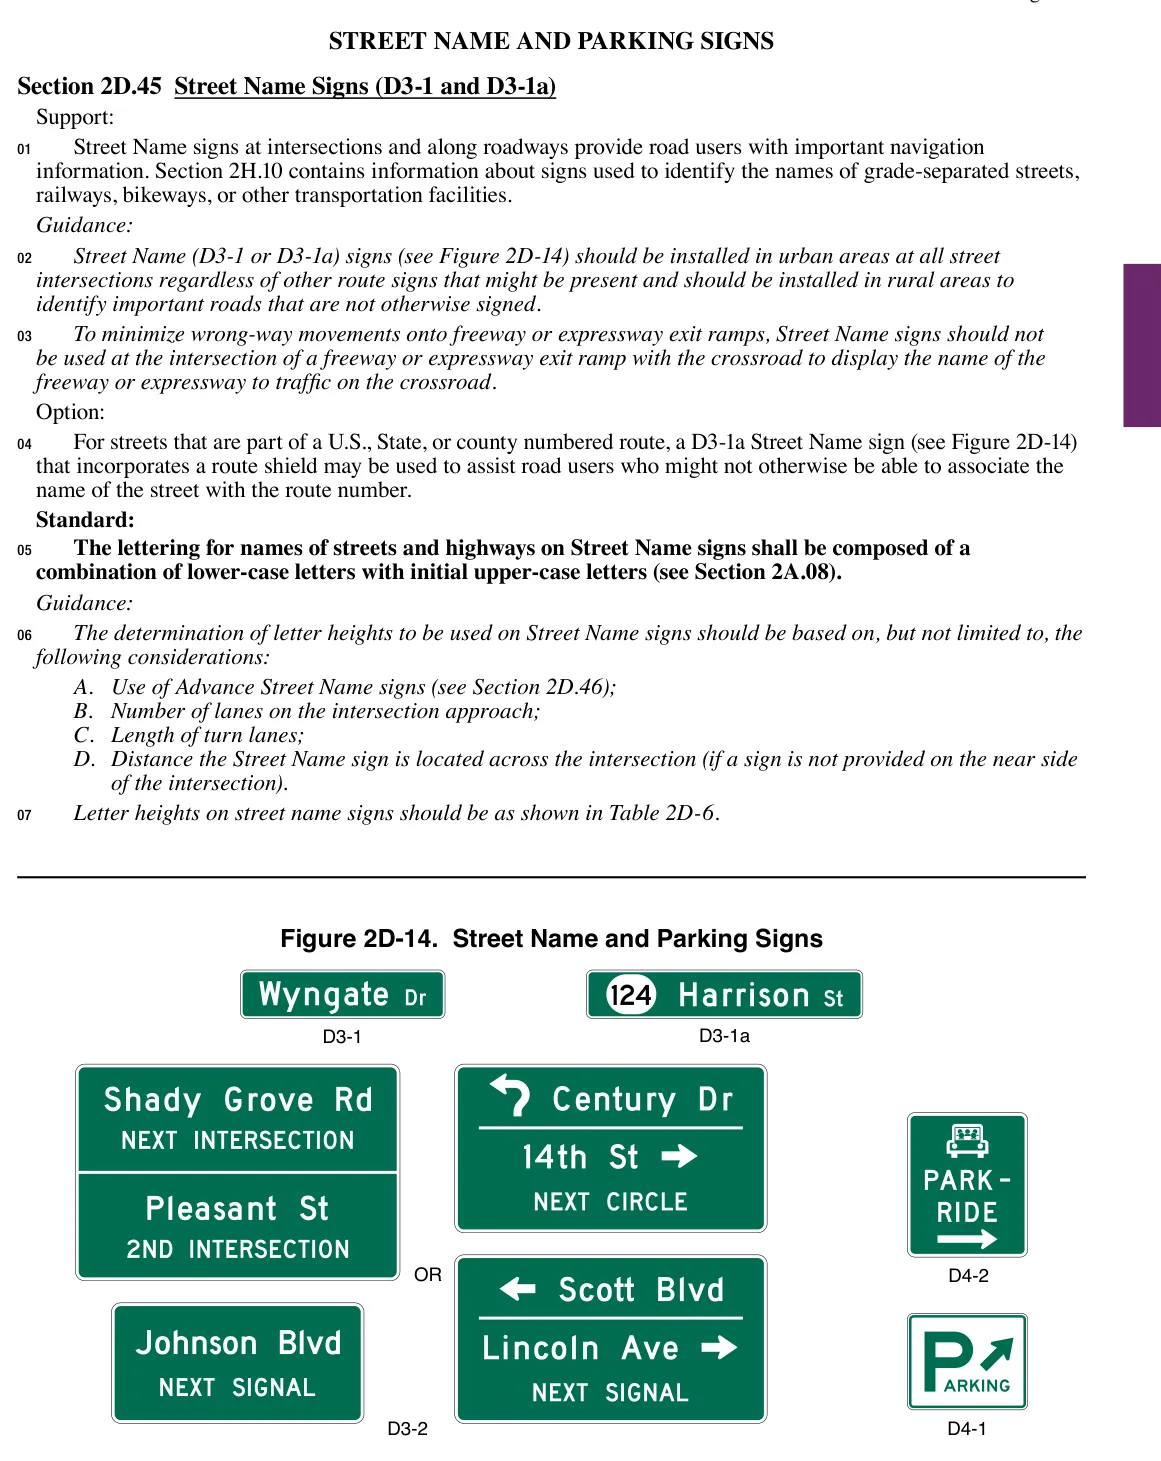 STREET NAME AND PARKING SIGNS
Section 2D.45 Street Name Signs (D3-1 and D3-1a)
Support:
01 Street Name signs at intersections and along roadways provide road users with important navigation
information. Section 2H.10 contains information about signs used to identify the names of grade-separated streets,
railways, bikeways, or other transportation facilities.
Guidance:
02 Street Name (D3-1 or D3-1a) signs (see Figure 2D-14) should be installed in urban areas at all street
intersections regardless of other route signs that might be present and should be installed in rural areas to
identify important roads that are not otherwise signed.
03 To minimize wrong-way movements onto freeway or expressway exit ramps, Street Name signs should not
be used at the intersection of a freeway or expressway exit ramp with the crossroad to display the name of the
freeway or expressway to traffic on the crossroad.
Option:
04 For streets that are part of a U.S., State, or county numbered route, a D3-1a Street Name sign (see Figure 2D-14)
that incorporates a route shield may be used to assist road users who might not otherwise be able to associate the
name of the street with the route number.
Standard:
05 The lettering for names of streets and highways on Street Name signs shall be composed of a
combination of lower-case letters with initial upper-case letters (see Section 2A.08).
Guidance:
06 The determination of letter heights to be used on Street Name signs should be based on, but not limited to, the
following considerations:
A. Use of Advance Street Name signs (see Section 2D.46);
B. Number of lanes on the intersection approach;
C. Length of turn lanes;
D. Distance the Street Name sign is located across the intersection (if a sign is not provided on the near side
of the intersection).
07 Letter heights on street name signs should be as shown in Table 2D-6.
Figure 2D-14. Street Name and Parking Signs
Wyngate Dr
D3-1
124 Harrison St
D3-1a
Shady Grove Rd
NEXT INTERSECTION
Pleasant St
2ND INTERSECTION
Century Dr
14th St
NEXT CIRCLE
OR
Johnson Blvd
NEXT SIGNAL
Scott Blvd
Lincoln Ave
NEXT SIGNAL
D3-2
PARK-
RIDE
D4-2
PARKING
D4-1